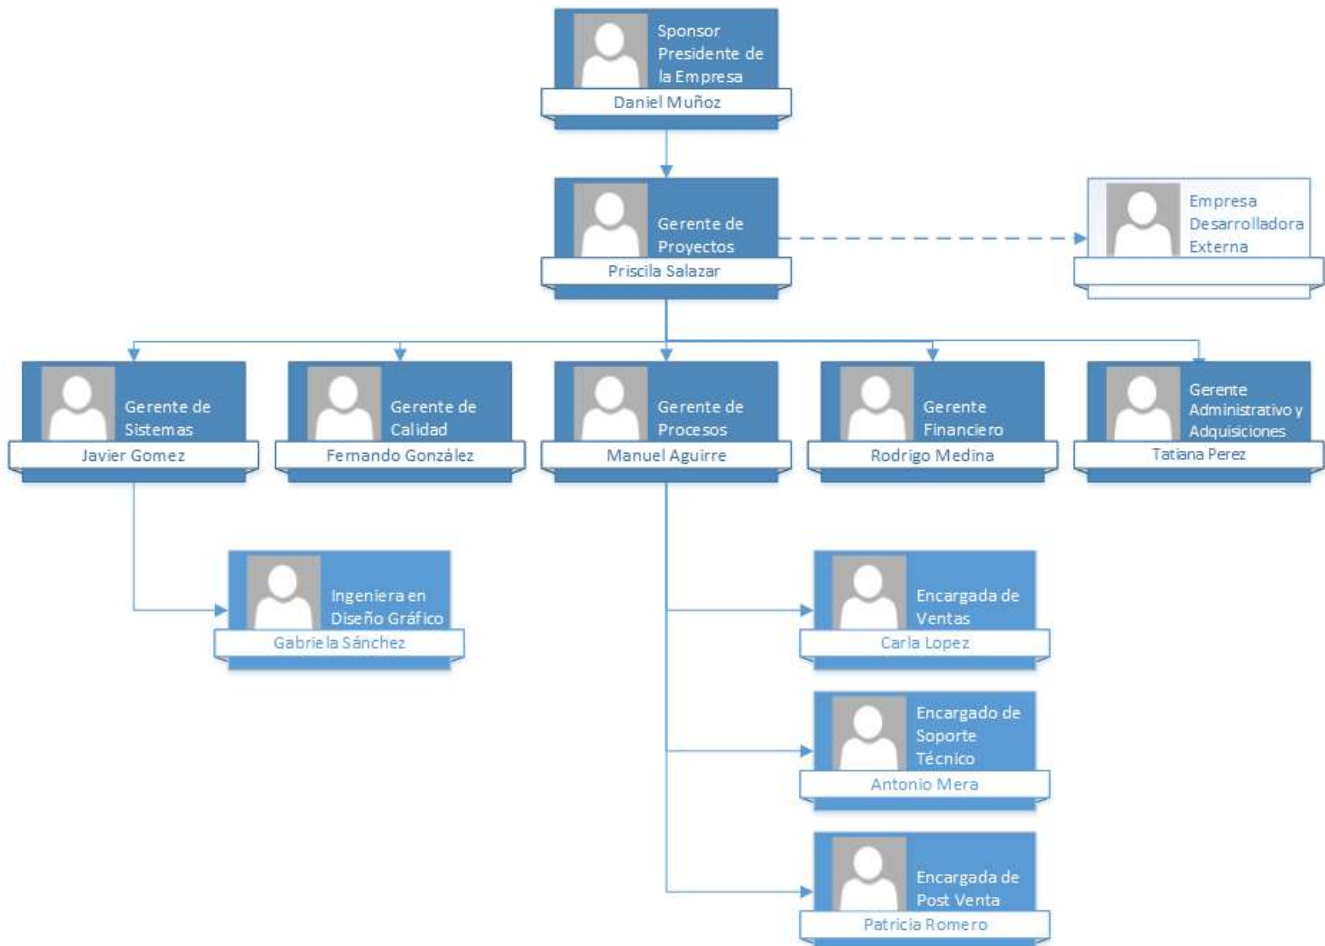 Sponsor
Presidente de
la Empresa
Daniel Muñoz
Gerente de
Proyectos
Priscila Salazar
Empresa
Desarrolladora
Externa
Gerente de
Sistemas
Javier Gomez
Gerente de
Calidad
Fernando González
Gerente de
Procesos
Manuel Aguirre
Gerente
Financiero
Rodrigo Medina
Gerente
Administrativo y
Adquisiciones
Tatiana Perez
Ingeniera en
Diseño Gráfico
Gabriela Sánchez
Encargada de
Ventas
Carla Lopez
Encargado de
Soporte
Técnico
Antonio Mera
Encargada de
Post Venta
Patricia Romero